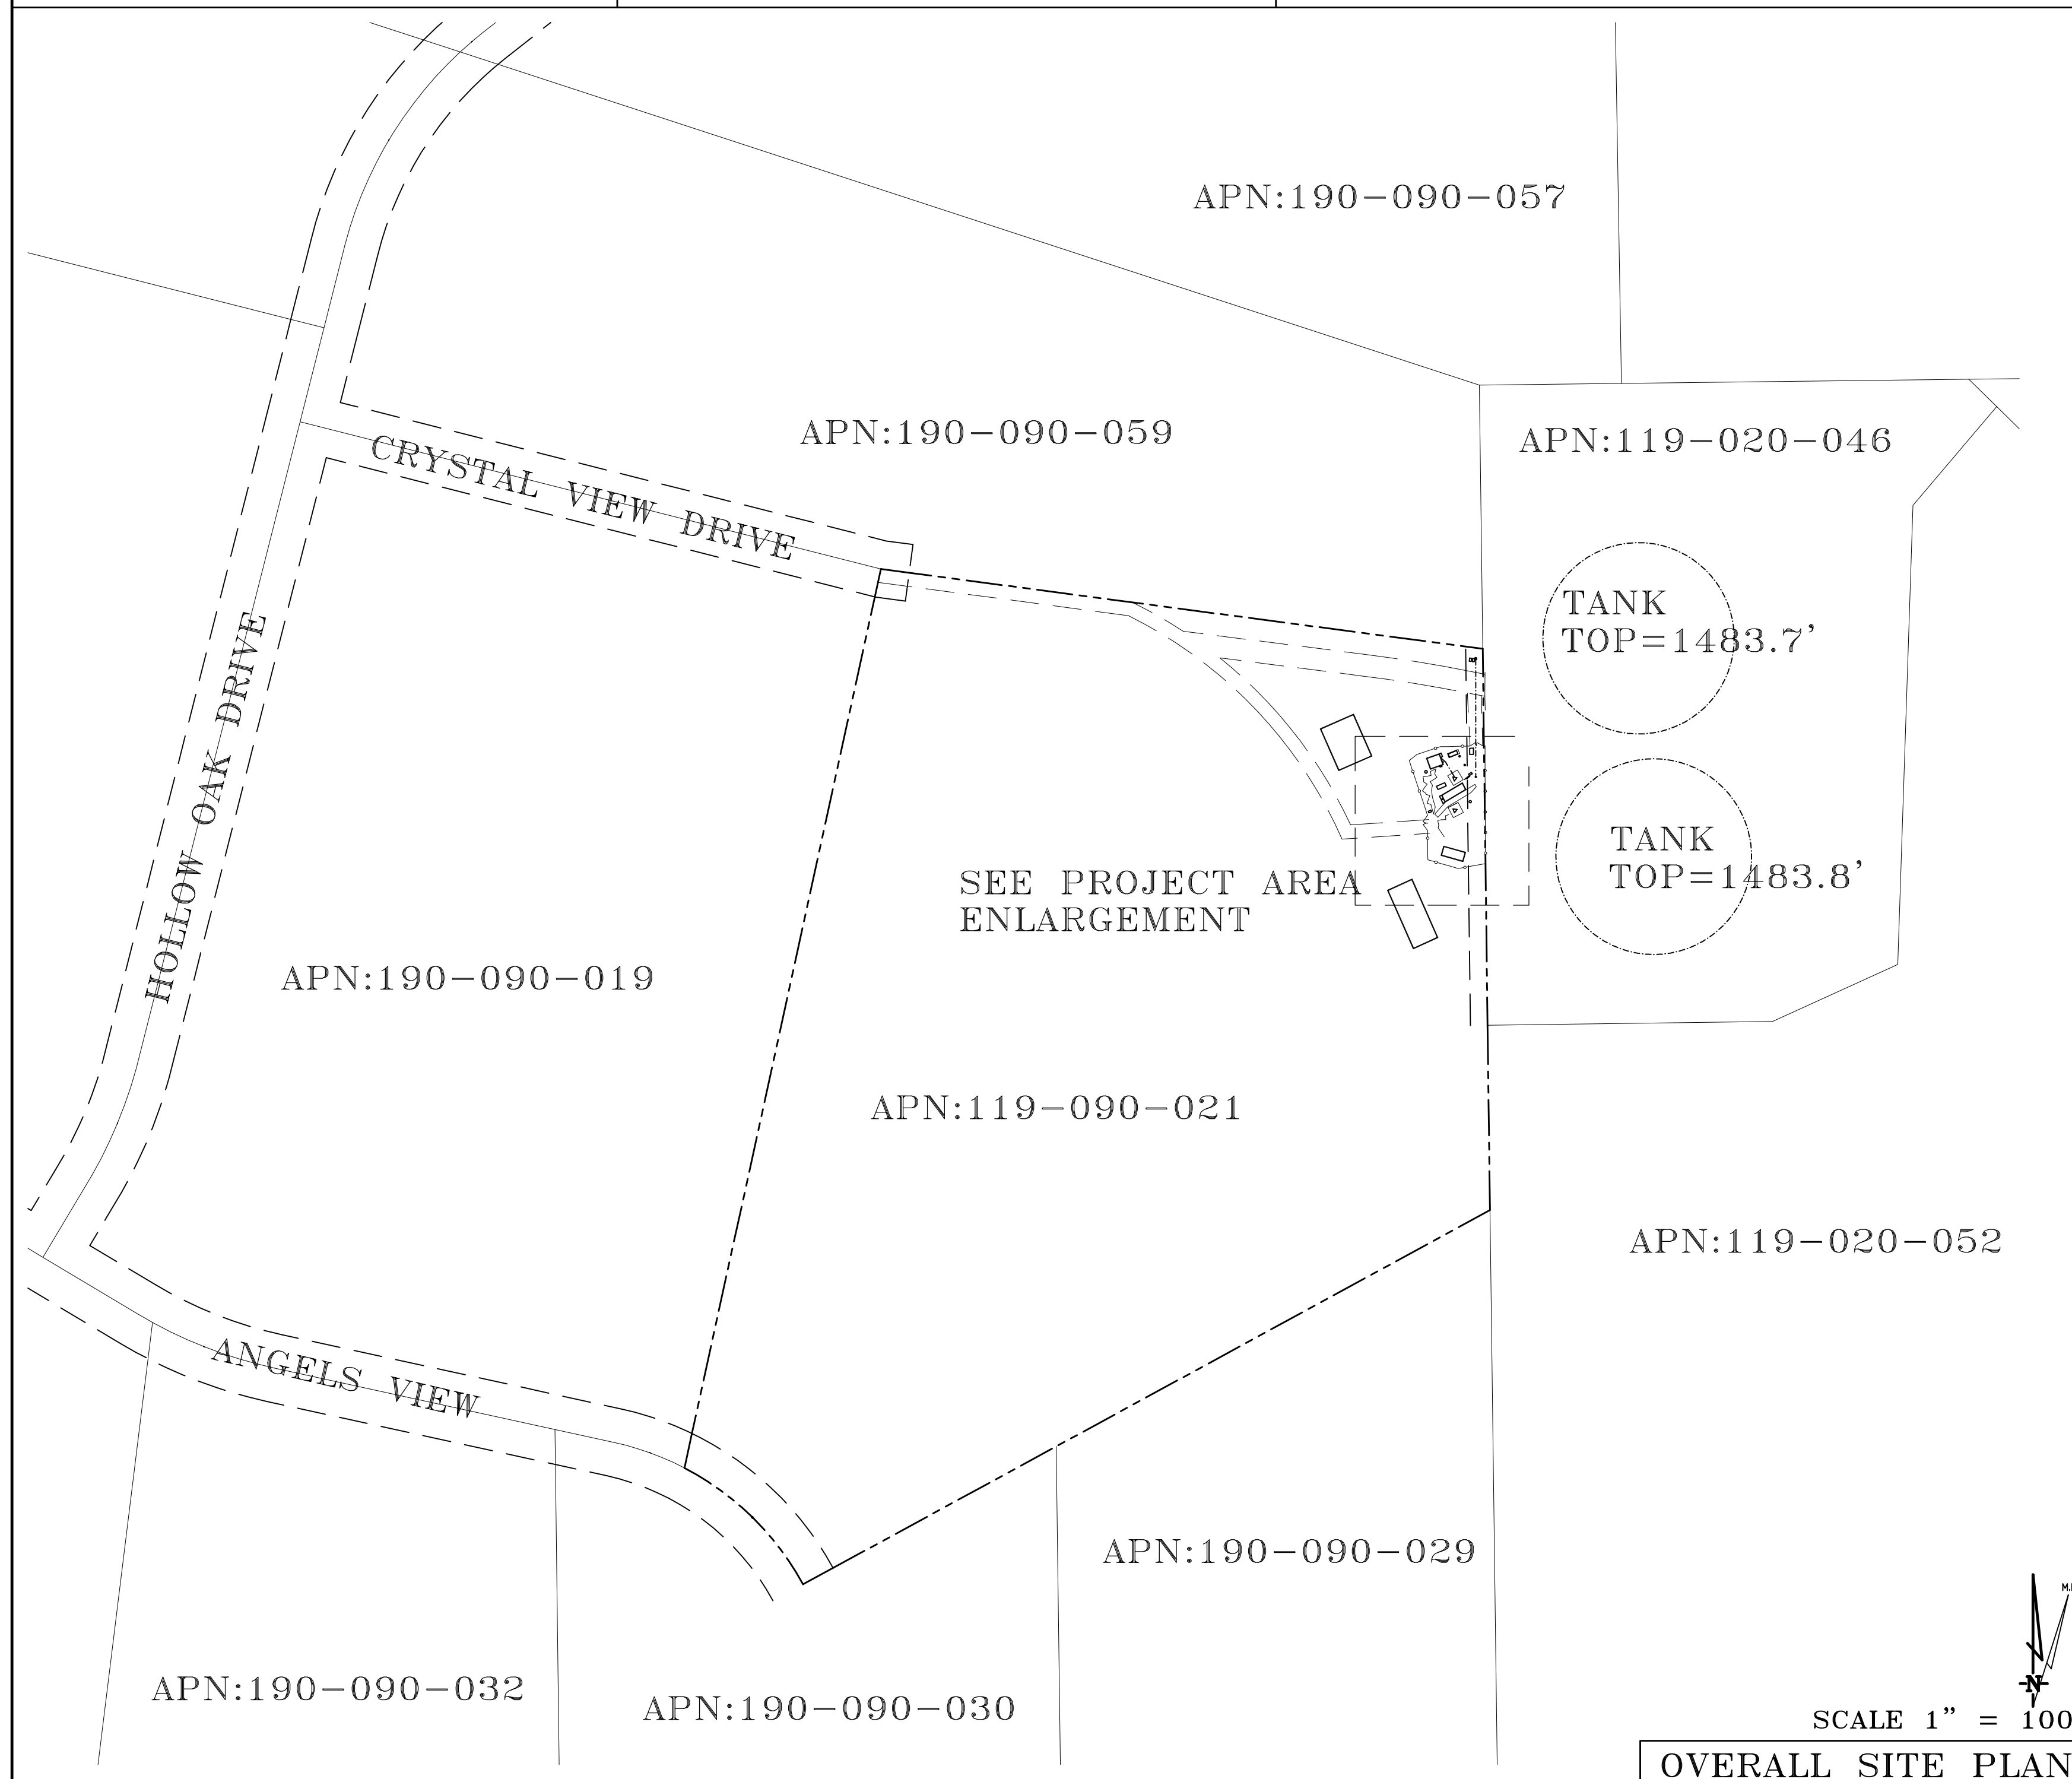 APN:190-090-057
APN:190-090-059
APN:119-020-046
CRYSTAL VIEW DRIVE
TANK
TOP=1483.7'
HOLLOW OAK DRIVE
TANK
TOP=1483.8'
SEE PROJECT AREA
ENLARGEMENT
APN:190-090-019
APN:119-090-021
APN:119-020-052
ANGELS VIEW
APN:190-090-029
APN:190-090-032
APN:190-090-030
N
SCALE 1" = 100
OVERALL SITE PLAN